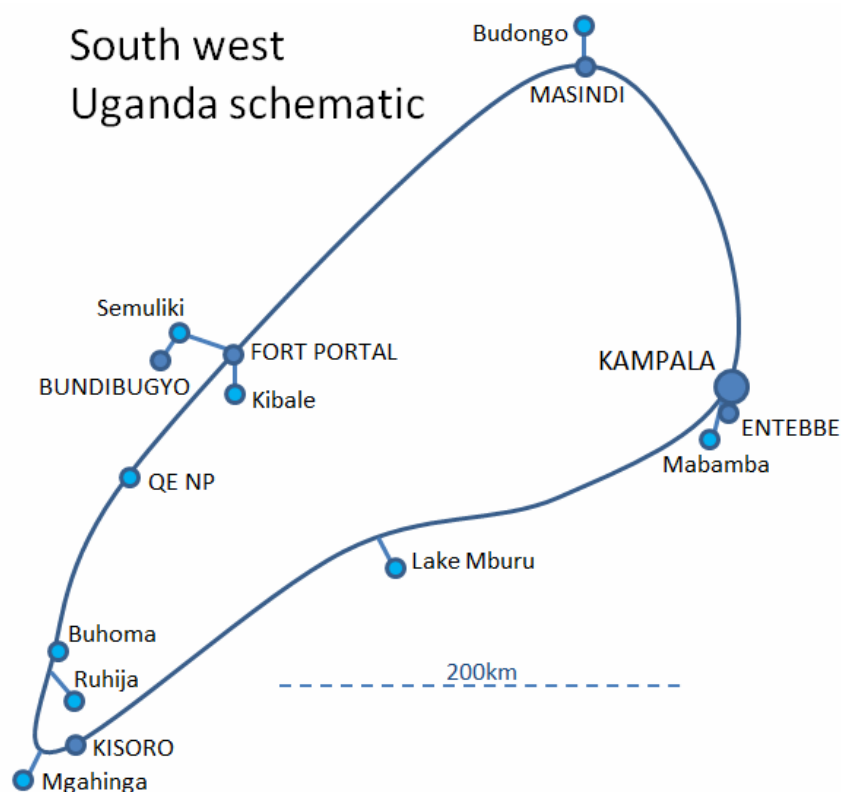 South west
Uganda schematic
Budongo
MASINDI
Semuliki
FORT PORTAL
BUNDIBUGYO
Kibale
KAMPALA
ENTEBBE
Mabamba
QE NP
Lake Mburu
Buhoma
Ruhija
200km
KISORO
Mgahinga